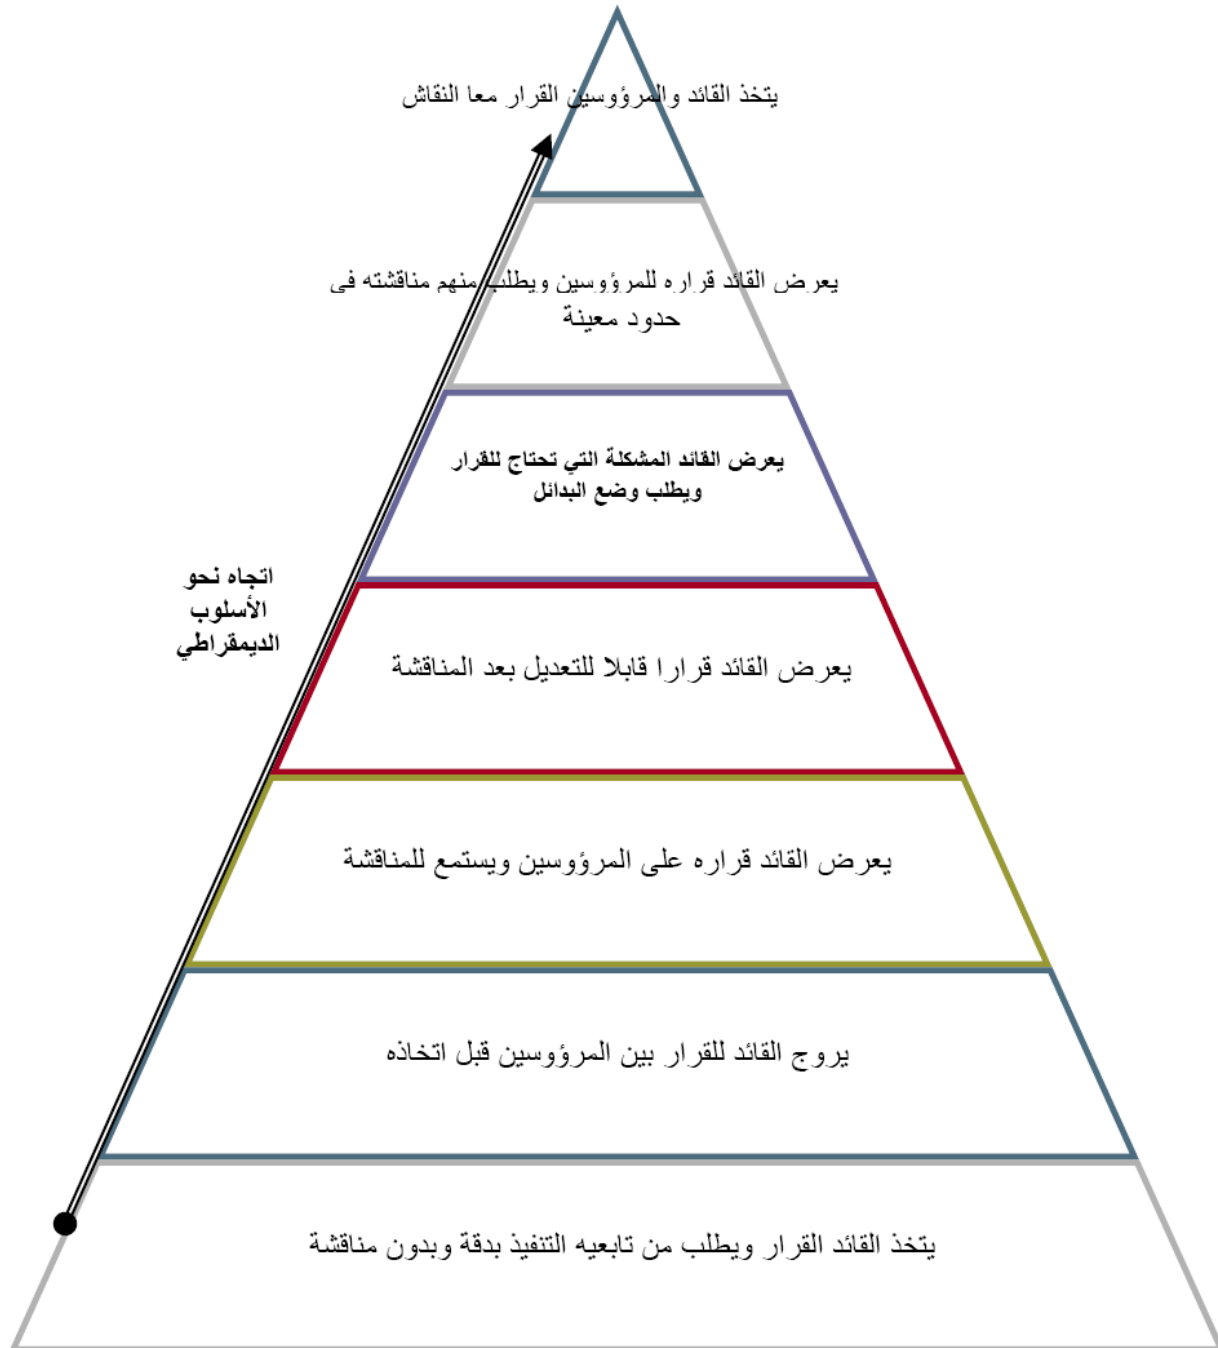 يتخذ القائد والمرؤوسين القرار معا النقاش
يعرض القائد قراره للمرؤوسين ويطلب منهم مناقشته في
حدود معينة
يعرض القائد المشكلة التي تحتاج للقرار
ويطلب وضع البدائل
اتجاه نحو
الأسلوب
الديمقراطي
يعرض القائد قرارا قابلا للتعديل بعد المناقشة
يعرض القائد قراره على المرؤوسين ويستمع للمناقشة
يروج القائد للقرار بين المرؤوسين قبل اتخاذه
يتخذ القائد القرار ويطلب من تابعيه التنفيذ بدقة وبدون مناقشة